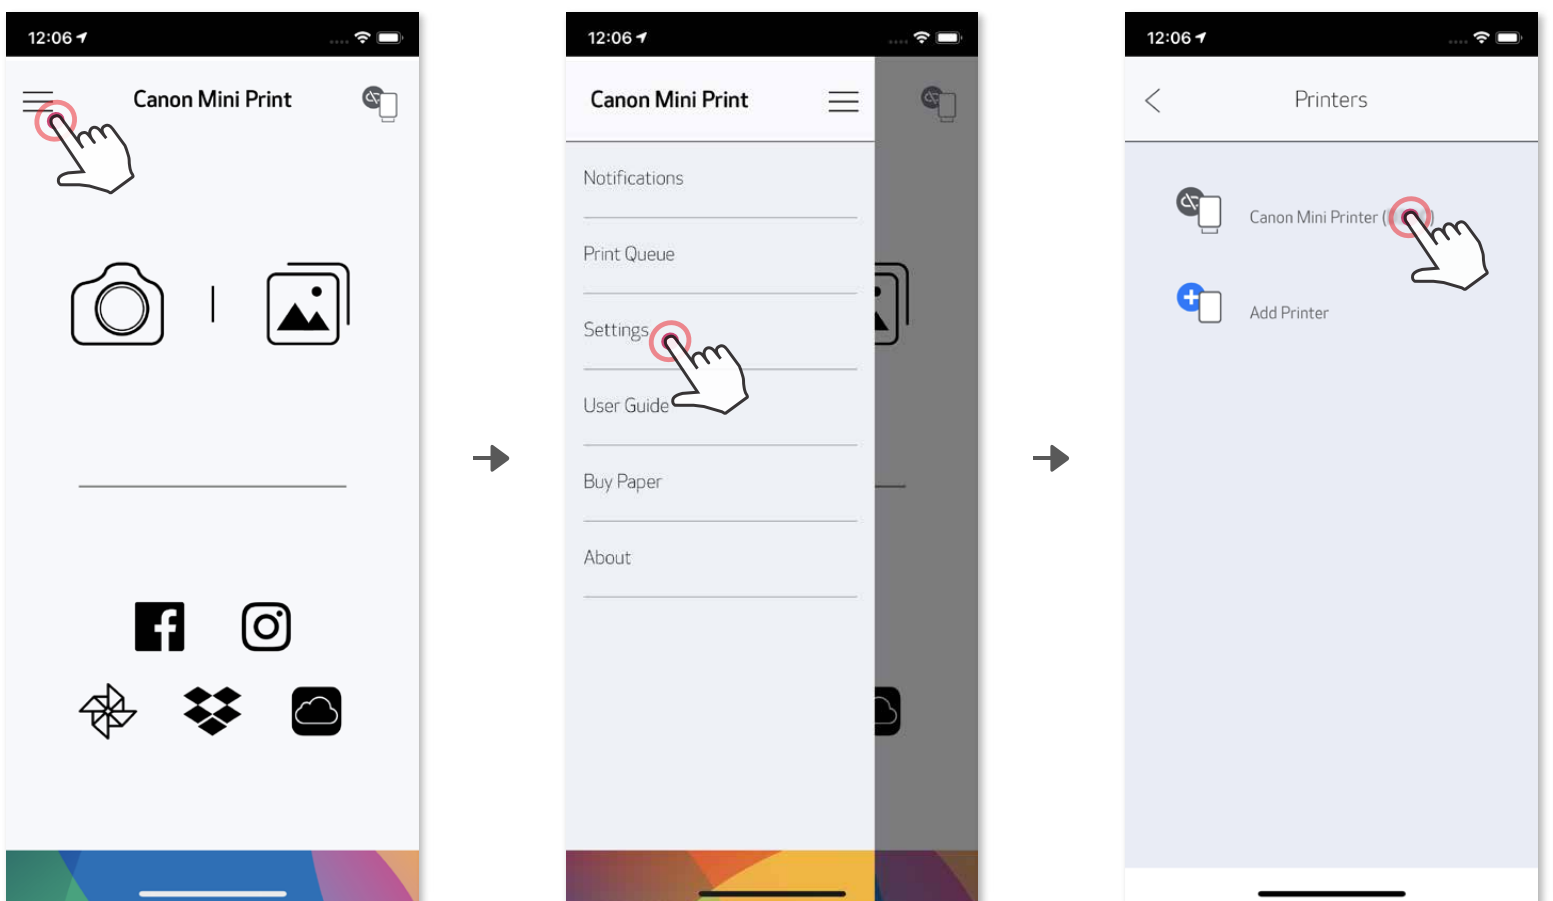 12:06
Canon Mini Print
12:06
Canon Mini Print
Notifications
Print Queue
Settings
User Guide
Buy Paper
About
12:06
Printers
Canon Mini Printer (
)
Add Printer